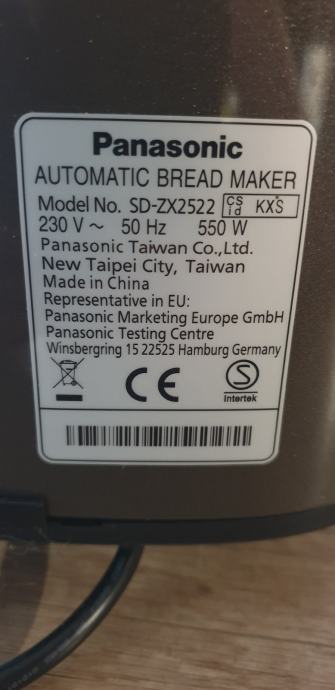 Panasonic
AUTOMATIC BREAD MAKER
Model No. SD-ZX2522 CS id KXS
230 V ~ 50 Hz 550 W
Panasonic Taiwan Co.,Ltd.
New Taipei City, Taiwan
Made in China
Representative in EU:
Panasonic Marketing Europe GmbH
Panasonic Testing Centre
Winsbergring 15 22525 Hamburg Germany
CE S
Intertek